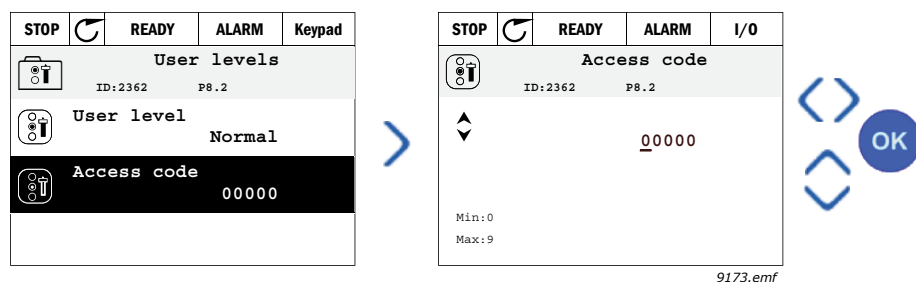 STOP READY ALARM Keypad
User levels
ID:2362 P8.2
User level
Normal
Access code
00000
STOP READY ALARM I/O
Access code
ID:2362 P8.2
00000
Min:0
Max:9
OK
9173.emf